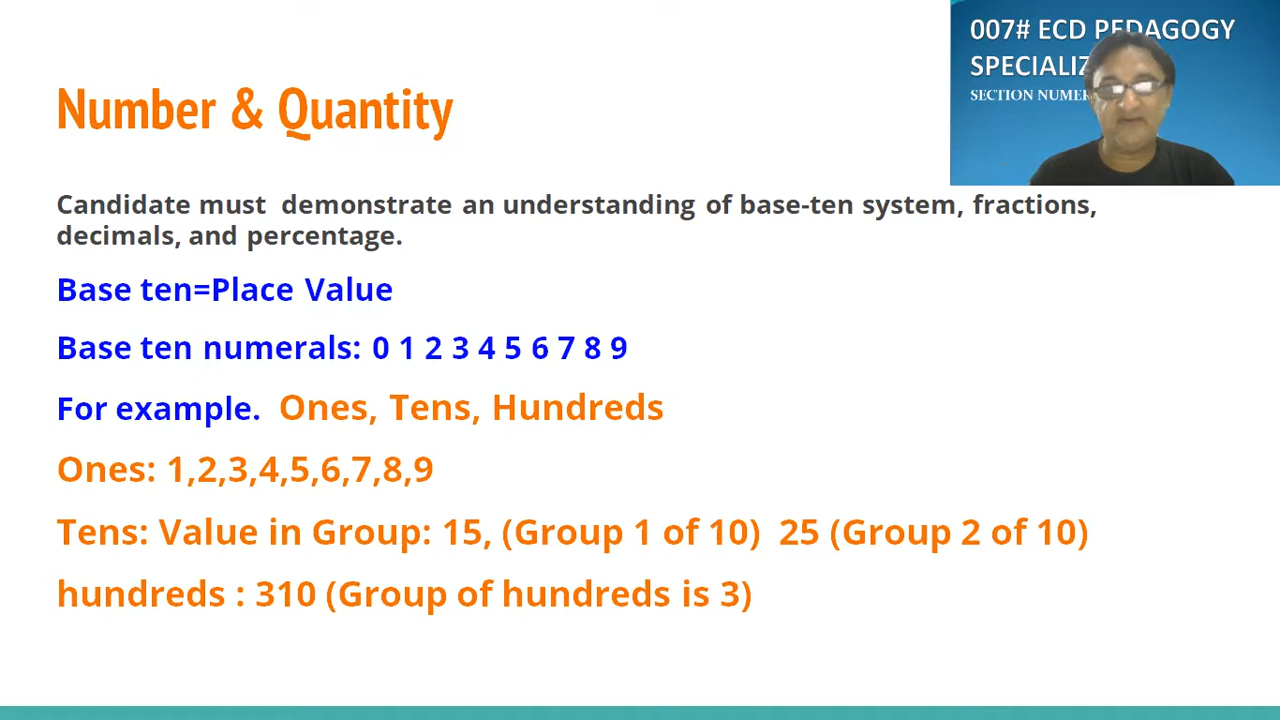 007# ECD PEDAGOGY
SECTION
Number & Quantity
Candidate must demonstrate an understanding of base-ten system, fractions,
decimals, and percentage.
Base ten=Place Value
Base ten numerals: 0 1 2 3 4 5 6 7 8 9
For example. Ones, Tens, Hundreds
Ones: 1,2,3,4,5,6,7,8,9
Tens: Value in Group: 15, (Group 1 of 10) 25 (Group 2 of 10)
hundreds : 310 (Group of hundreds is 3)